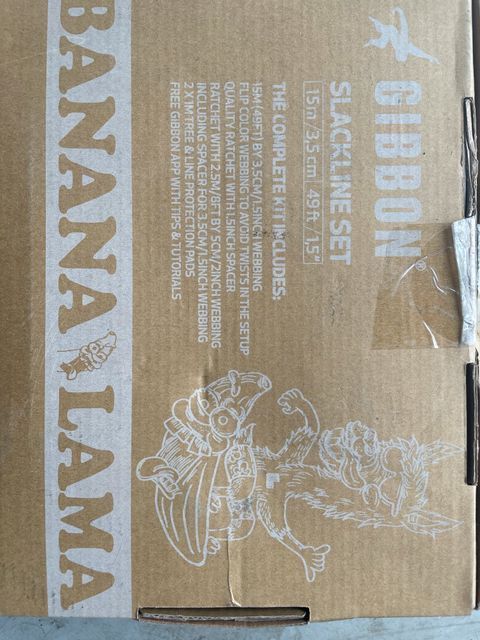 GIBBON®
SLACKLINE SET
15m / 3,5 cm | 49 ft. / 1,5"
THE COMPLETE KIT INCLUDES:
15M (49FT) BY 3.5CM/1.5INCH WEBBING
FLIP COLOR WEBBING TO AVOID TWISTS IN THE SETUP
QUALITY RATCHET WITH 1.5INCH SPACER
RATCHET WITH 2.5M/8FT BY 5CM/2INCH WEBBING
INCLUDING SPACER FOR 3.5CM/1.5INCH WEBBING
2 X 1M TREE & LINE PROTECTION PADS
FREE GIBBON APP WITH TIPS & TUTORIALS
BANANA LAMA